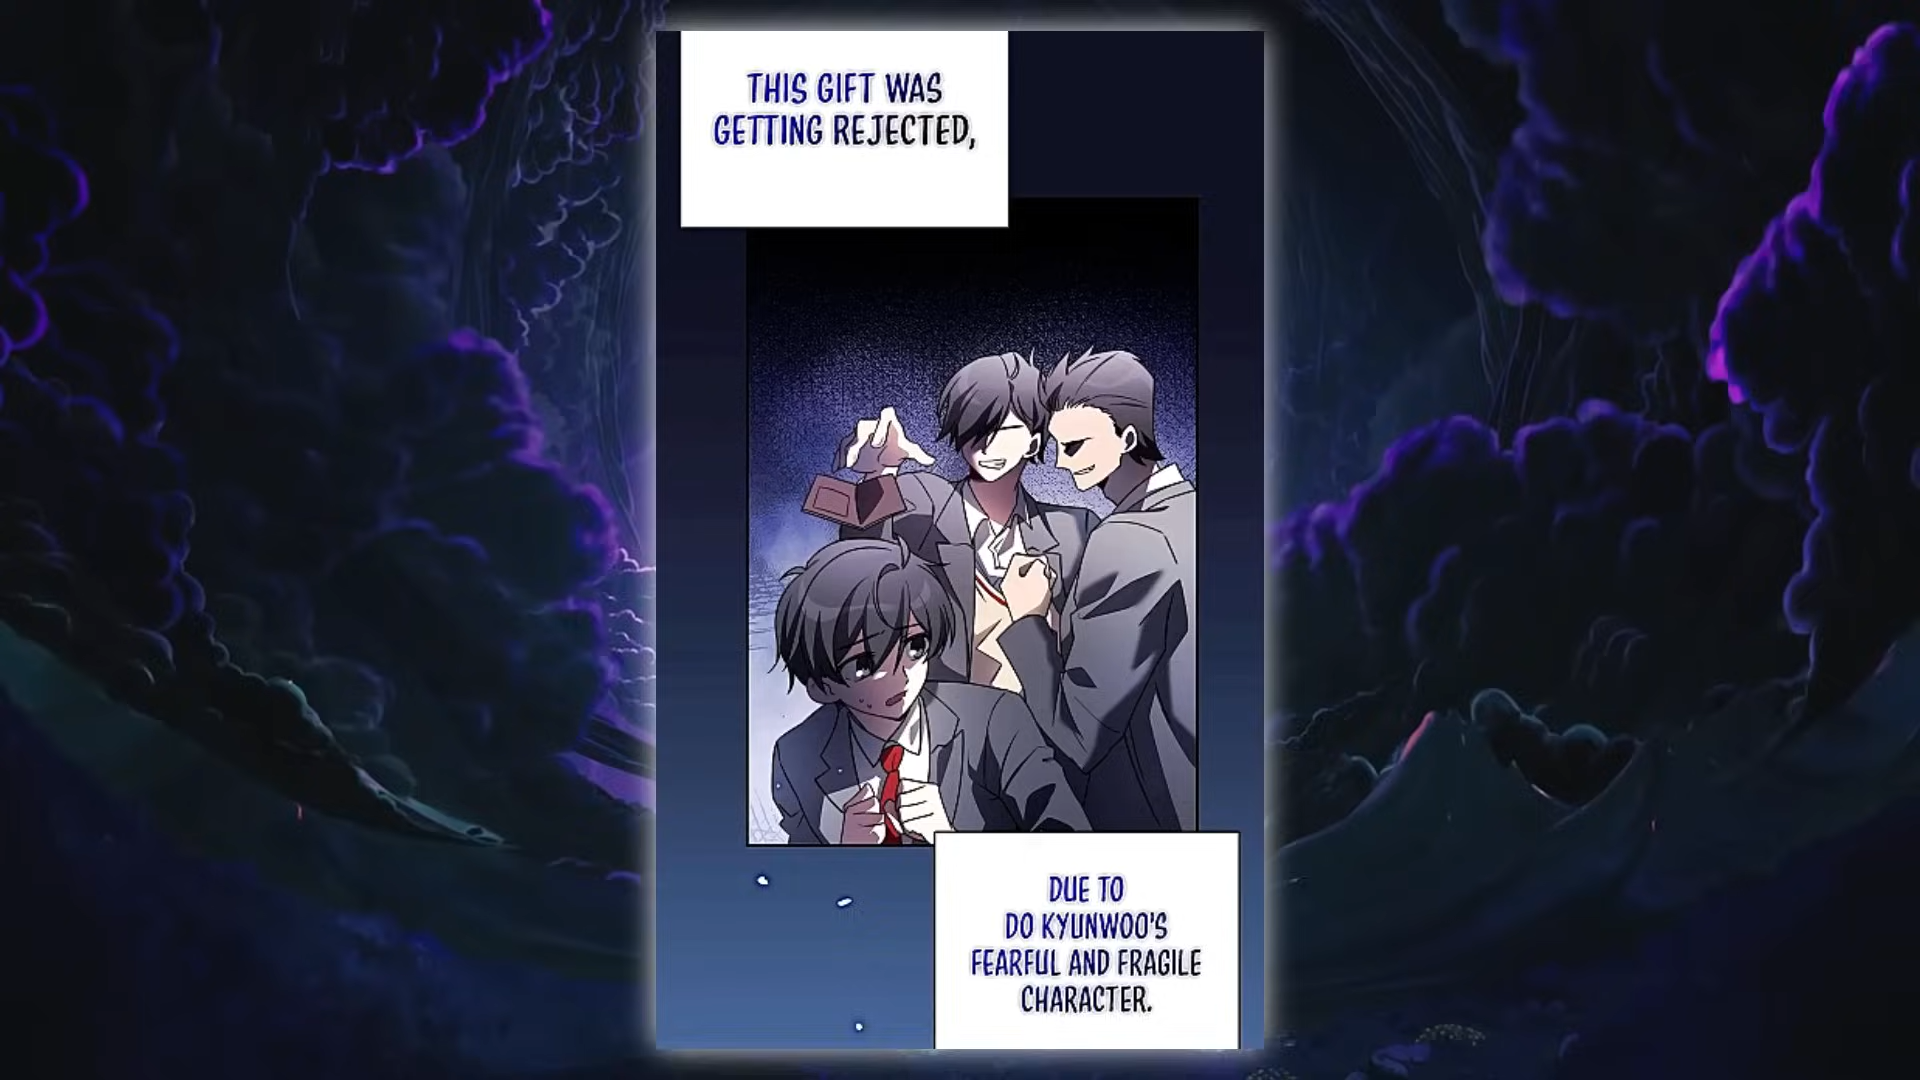 THIS GIFT WAS
GETTING REJECTED,
DUE TO
DO KYUNWOO'S
FEARFUL AND FRAGILE
CHARACTER.